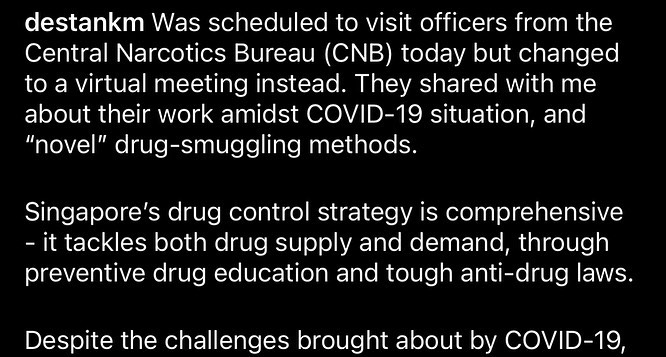 destankm Was scheduled to visit officers from the
Central Narcotics Bureau (CNB) today but changed
to a virtual meeting instead. They shared with me
about their work amidst COVID-19 situation, and
“novel” drug-smuggling methods.
Singapore’s drug control strategy is comprehensive
- it tackles both drug supply and demand, through
preventive drug education and tough anti-drug laws.
Despite the challenges brought about by COVID-19,